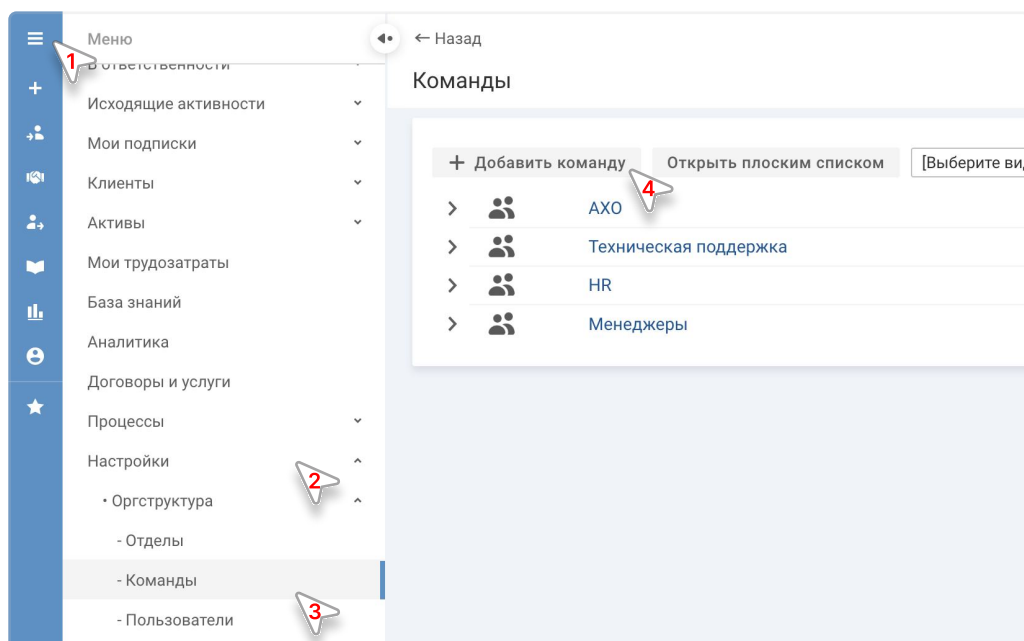 Меню
1
В ответственности
Исходящие активности
Мои подписки
Клиенты
Активы
Мои трудозатраты
База знаний
Аналитика
Договоры и услуги
Процессы
Настройки
2
• Оргструктура
- Отделы
- Команды
3
- Пользователи
← Назад
Команды
+ Добавить команду
4
Открыть плоским списком
[Выберите вид
АХО
Техническая поддержка
HR
Менеджеры